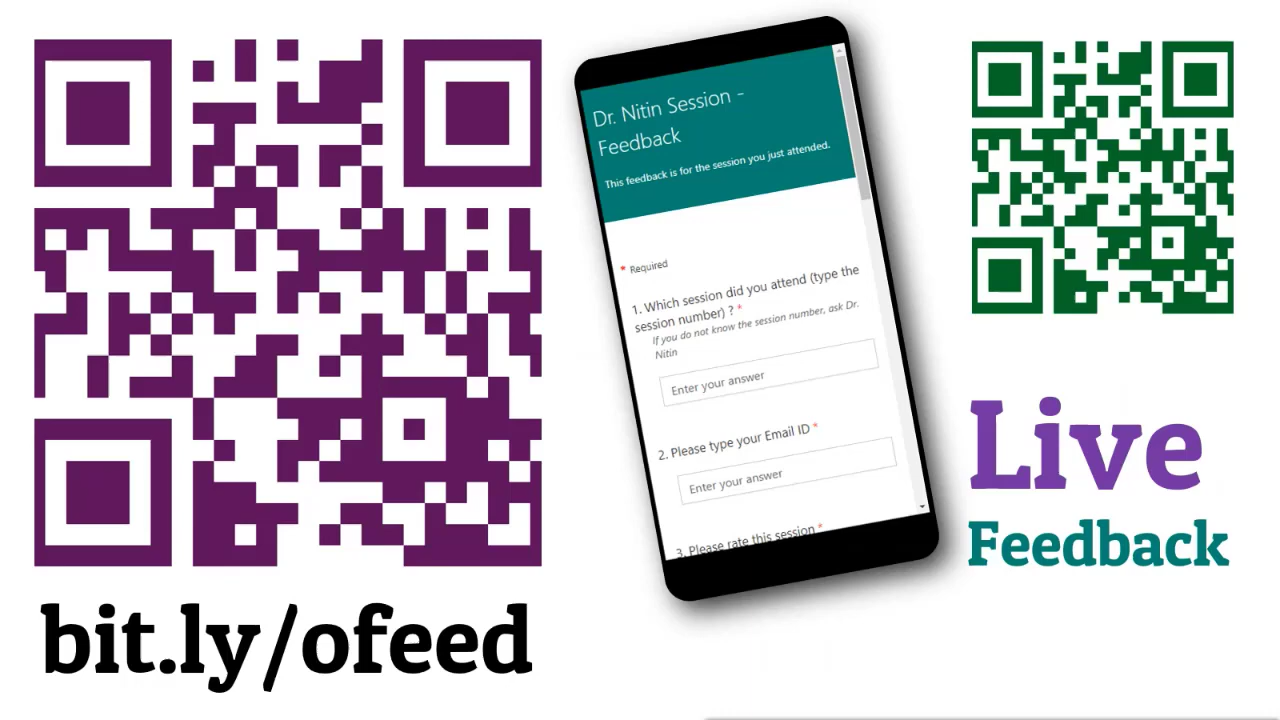 bit.ly/ofeed
Dr. Nitin Session -
Feedback
This feedback is for the session you just attended.
* Required
1. Which session did you attend (type the
session number) ? *
If you do not know the session number, ask Dr.
Nitin
Enter your answer
2. Please type your Email ID *
Enter your answer
3. Please rate this session *
Live
Feedback